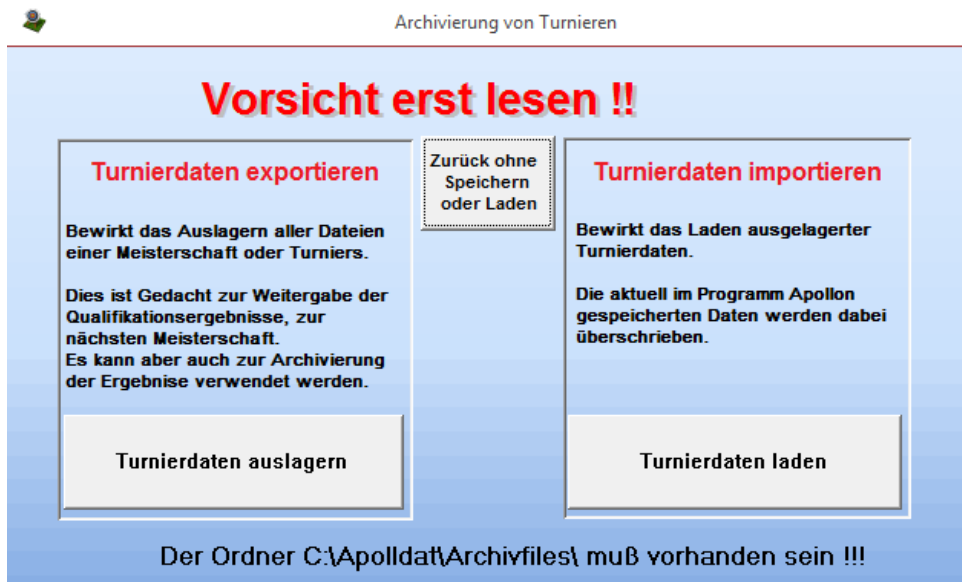 Archivierung von Turnieren
Vorsicht erst lesen !!
Turnierdaten exportieren
Bewirkt das Auslagern aller Dateien
einer Meisterschaft oder Turniers.
Dies ist Gedacht zur Weitergabe der
Qualifikationsergebnisse, zur
nächsten Meisterschaft.
Es kann aber auch zur Archivierung
der Ergebnise verwendet werden.
Turnierdaten auslagern
Zurück ohne
Speichern
oder Laden
Turnierdaten importieren
Bewirkt das Laden ausgelagerter
Turnierdaten.
Die aktuell im Programm Apollon
gespeicherten Daten werden dabei
überschrieben.
Turnierdaten laden
Der Ordner C:\Apolldat\Archivfiles\ muß vorhanden sein !!!